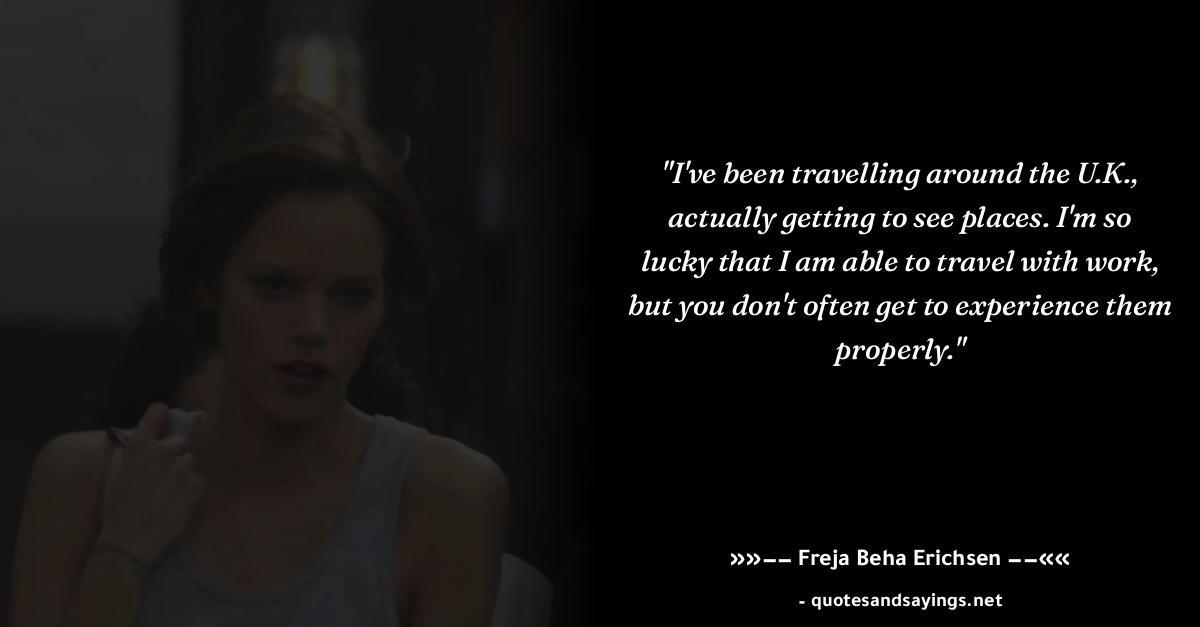 "I've been travelling around the U.K.,
actually getting to see places. I'm so
lucky that I am able to travel with work,
but you don't often get to experience them
properly."
»»–– Freja Beha Erichsen ––««
- quotesandsayings.net